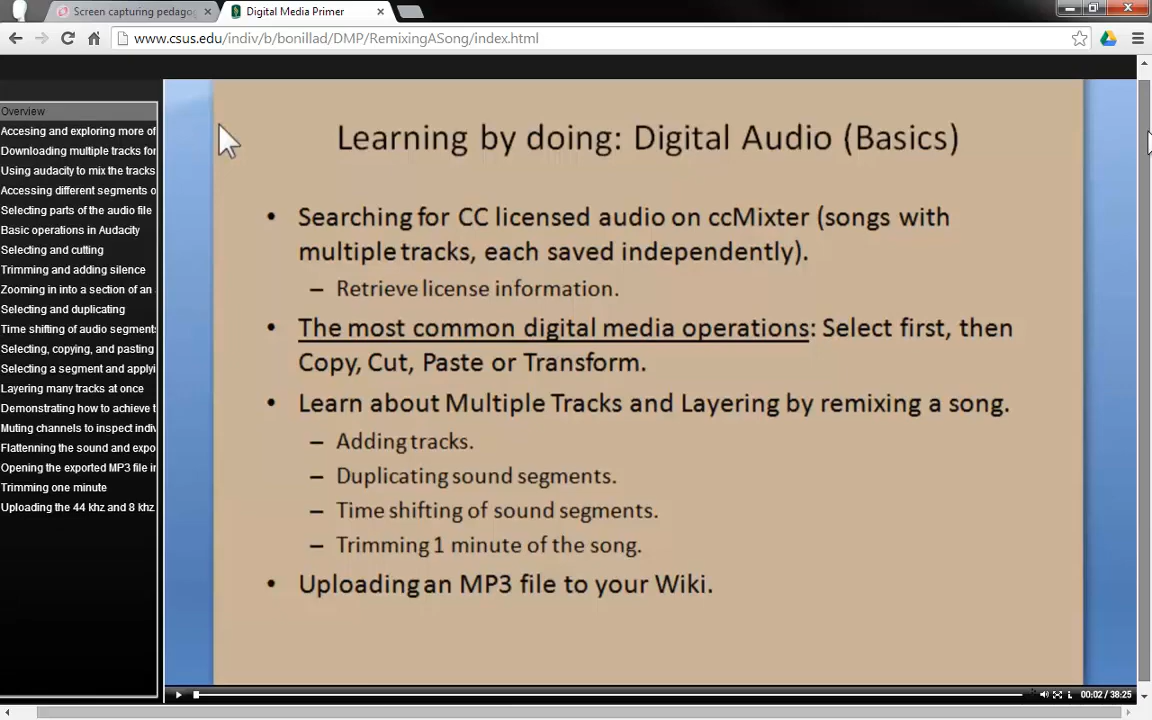 Screen capturing pedagog
Digital Media Primer
www.csus.edu/indiv/b/bonillad/DMP/RemixingASong/index.html
Overview
Accesing and exploring more of
Downloading multiple tracks for
Using audacity to mix the tracks
Accessing different segments o
Selecting parts of the audio file
Basic operations in Audacity
Selecting and cutting
Trimming and adding silence
Zooming in into a section of an
Selecting and duplicating
Time shifting of audio segments
Selecting, copying, and pasting
Selecting a segment and applyi
Layering many tracks at once
Demonstrating how to achieve t
Muting channels to inspect indiv
Flattenning the sound and expo
Opening the exported MP3 file in
Trimming one minute
Uploading the 44 khz and 8 khz
Learning by doing: Digital Audio (Basics)
• Searching for CC licensed audio on ccMixter (songs with
multiple tracks, each saved independently).
– Retrieve license information.
• The most common digital media operations: Select first, then
Copy, Cut, Paste or Transform.
• Learn about Multiple Tracks and Layering by remixing a song.
– Adding tracks.
– Duplicating sound segments.
– Time shifting of sound segments.
– Trimming 1 minute of the song.
• Uploading an MP3 file to your Wiki.
00:02 / 38:25